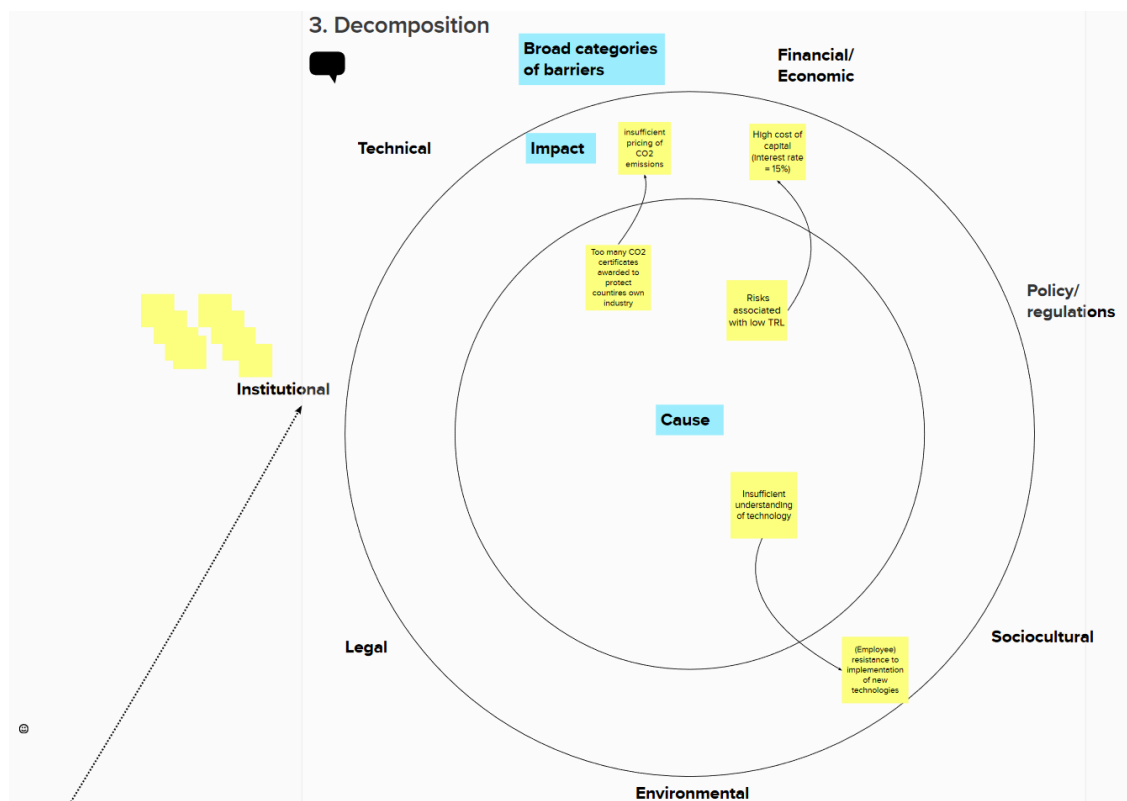 3. Decomposition
Broad categories
of barriers
Financial/
Economic
Technical
Impact
insufficient
pricing of
CO2
emissions
High cost of
capital
(Interest rate
= 15%)
Too many CO2
certificates
awarded to
protect
countires own
industry
Risks
associated
with low TRL
Policy/
regulations
Institutional
Cause
Insufficient
understanding
of technology
Legal
(Employee)
resistance to
implementation
of new
technologies
Sociocultural
Environmental